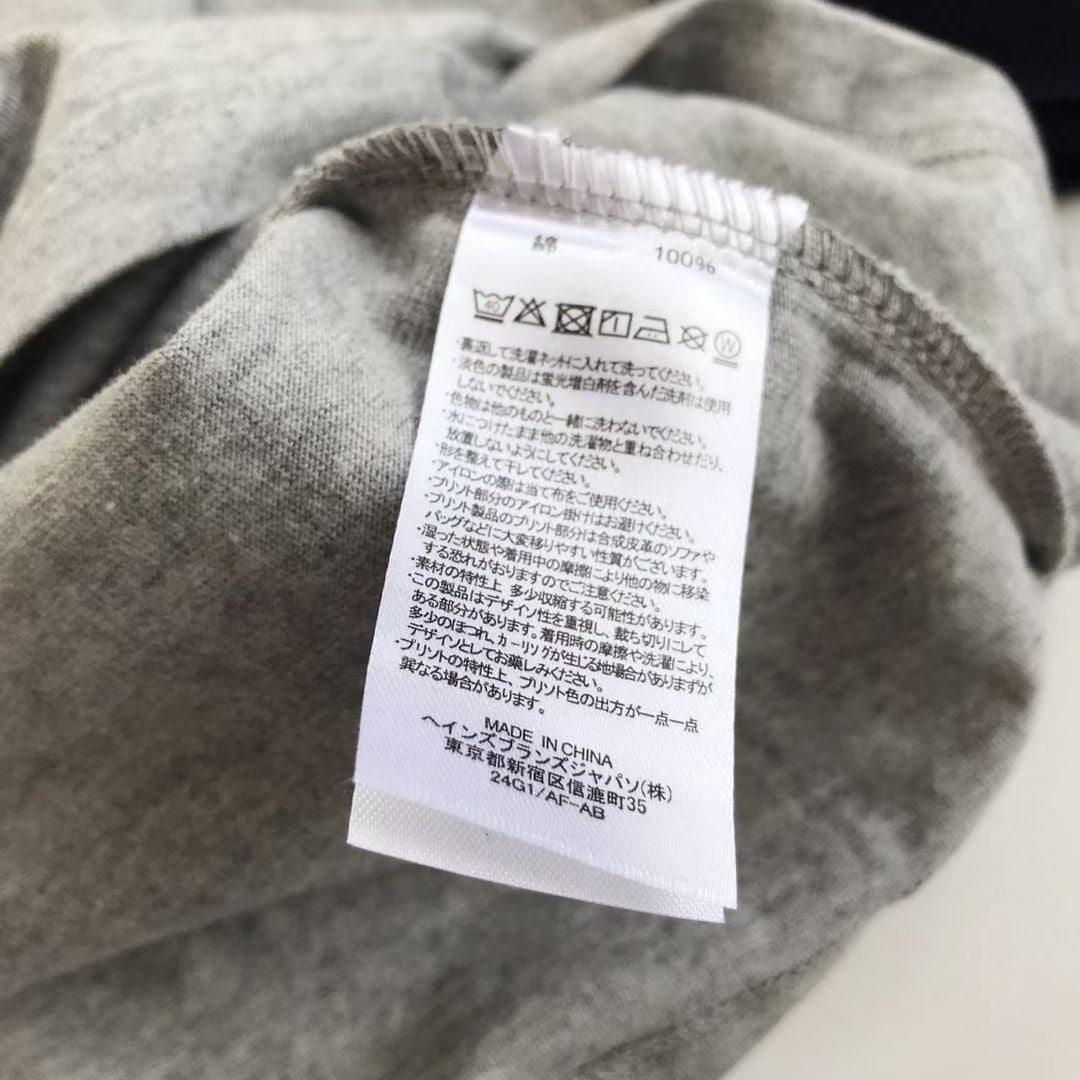 綿 100%
40 W
・裏返して洗濯ネットに入れて洗ってください。
・淡色の製品は蛍光増白剤を含んだ洗剤は使用
しないでください。
・色物は他のものと一緒に洗わないでください。
・水につけたまま他の洗濯物と重ね合わせたり、
放置しないようにしてください。
・形を整えて干してください。
・アイロンの際は当て布をご使用ください。
・プリント部分のアイロン掛けはお避けください。
・プリント製品のプリント部分は合成皮革のソファや
バッグなどに大変移りやすい性質がございます。
・湿った状態や着用中の摩擦により他の物に移染
する恐れがありますのでご注意ください。
・素材の特性上、多少収縮する可能性があります。
・この製品はデザイン性を重視し、裁ち切りにして
ある部分があります。着用時の摩擦や洗濯により、
多少のほつれ、カーリングが生じる地場合がありますが
デザインとしてお薬しみください。
・プリントの特性上、プリント色の出方が一点一点
異なる場合があります。
MADE IN CHINA
ヘインズブランズジャパソ(株)
東京都新宿区信漉町35
24G1/AF-AB